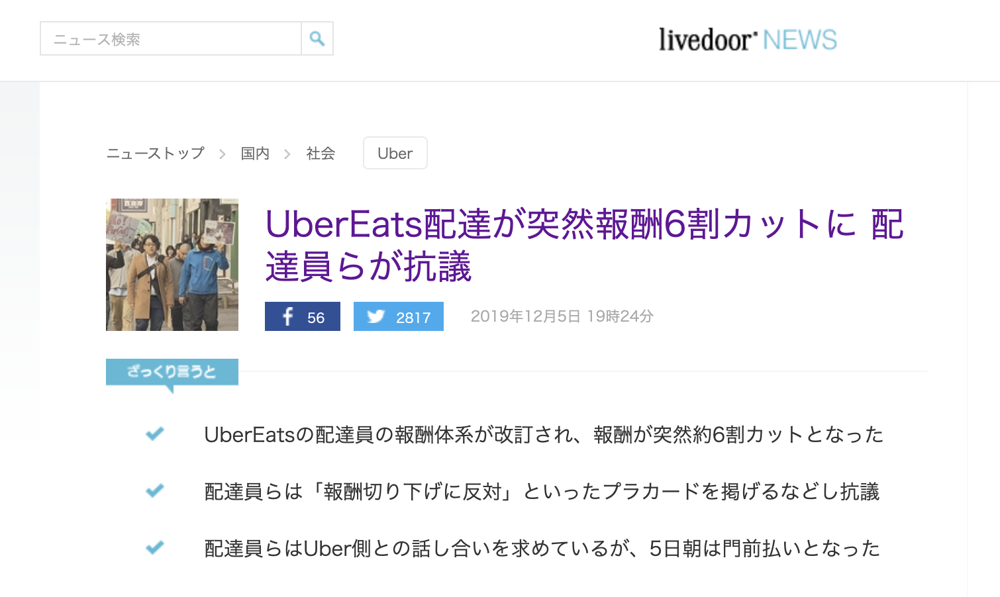 ニュース検索
livedoor NEWS
ニューストップ > 国内 > 社会 Uber
UberEats配達が突然報酬6割カットに 配
達員らが抗議
56 2817 2019年12月5日 19時24分
ざっくり言うと
UberEatsの配達員の報酬体系が改訂され、報酬が突然約6割カットとなった
配達員らは「報酬切り下げに反対」といったプラカードを掲げるなどし抗議
配達員らはUber側との話し合いを求めているが、5日朝は門前払いとなった